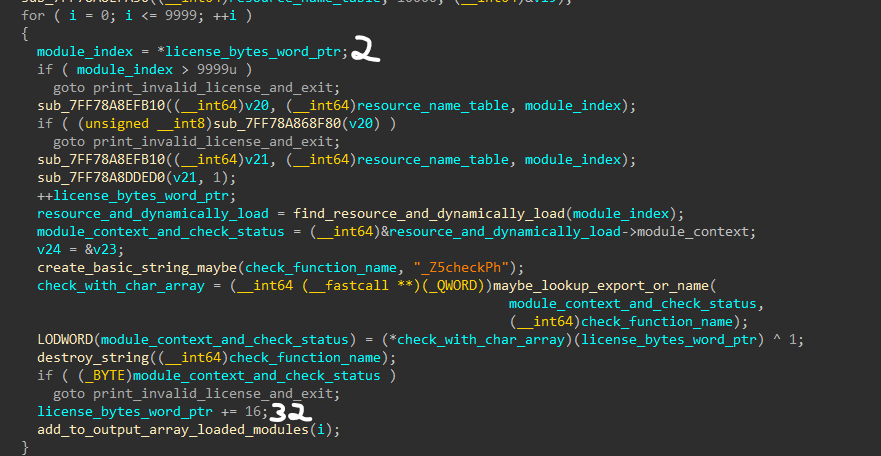 for ( i = 0; i <= 9999; ++i )
{
module_index = *license_bytes_word_ptr; 2
if ( module_index > 9999u )
goto print_invalid_license_and_exit;
sub_7FF78A8EFB10((__int64)v20, (__int64)resource_name_table, module_index);
if ( (unsigned __int8)sub_7FF78A868F80(v20) )
goto print_invalid_license_and_exit;
sub_7FF78A8EFB10((__int64)v21, (__int64)resource_name_table, module_index);
sub_7FF78A8DDED0(v21, 1);
++license_bytes_word_ptr;
resource_and_dynamically_load = find_resource_and_dynamically_load(module_index);
module_context_and_check_status = (__int64)&resource_and_dynamically_load->module_context;
v24 = &v23;
create_basic_string_maybe(check_function_name, "_Z5checkPh");
check_with_char_array = (__int64 (__fastcall **)(_QWORD))maybe_lookup_export_or_name(
module_context_and_check_status,
(__int64)check_function_name);
LODWORD(module_context_and_check_status) = (*check_with_char_array)(license_bytes_word_ptr) ^ 1;
destroy_string((__int64)check_function_name);
if ( (_BYTE)module_context_and_check_status )
goto print_invalid_license_and_exit;
license_bytes_word_ptr += 16; 32
add_to_output_array_loaded_modules(i);
}